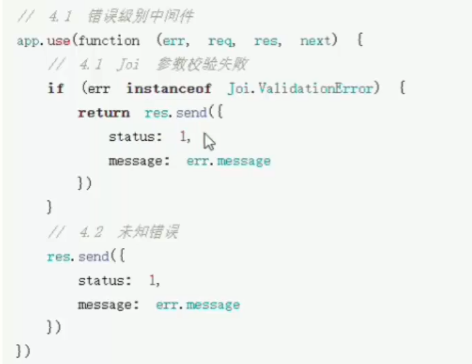 // 4.1 错误级别中间件
app.use(function (err, req, res, next) {
// 4.1 Joi 参数校验失败
if (err instanceof Joi.ValidationError) {
return res.send({
status: 1,
message: err.message
})
}
// 4.2 未知错误
res.send({
status: 1,
message: err.message
})
})